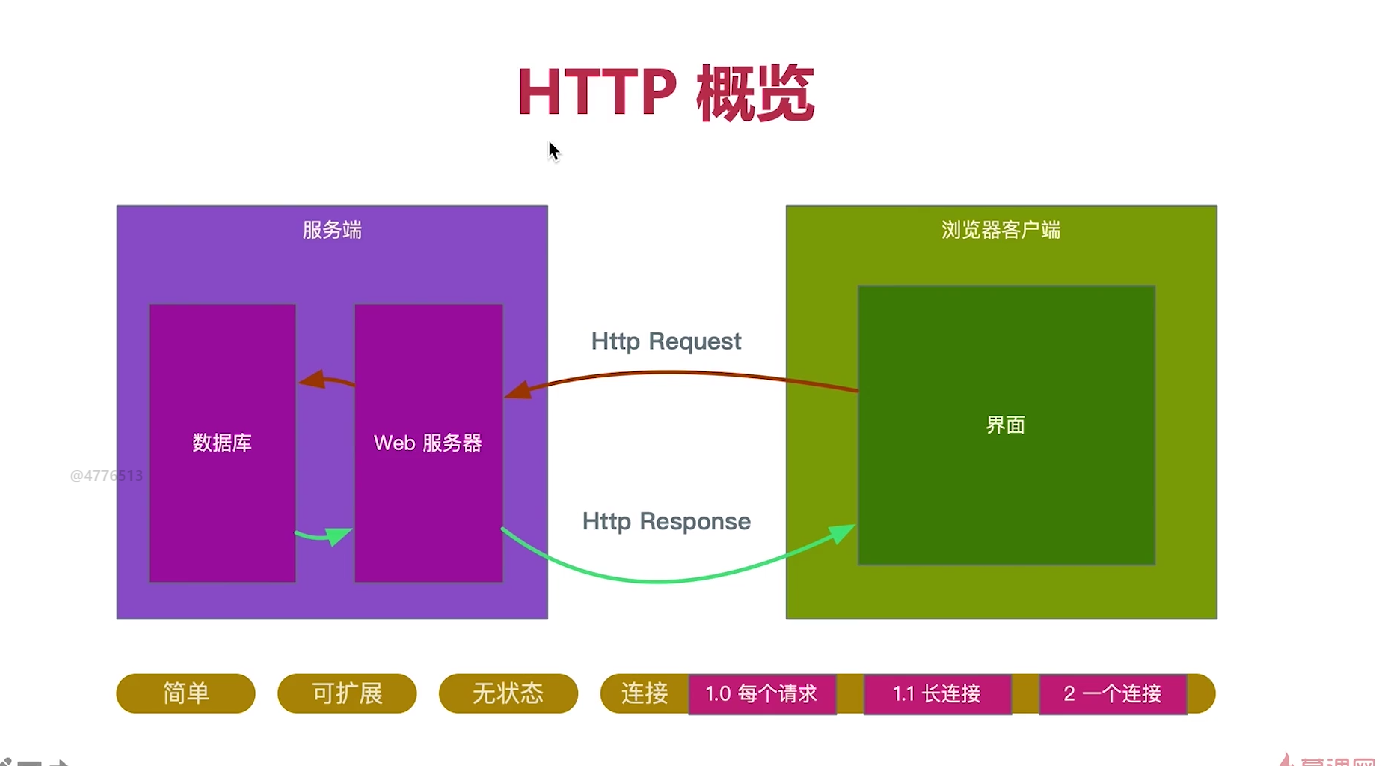 HTTP 概览
服务端
浏览器客户端
Http Request
数据库
Web 服务器
界面
@4776513
Http Response
简单
可扩展
无状态
连接
1.0 每个请求
1.1 长连接
2 一个连接